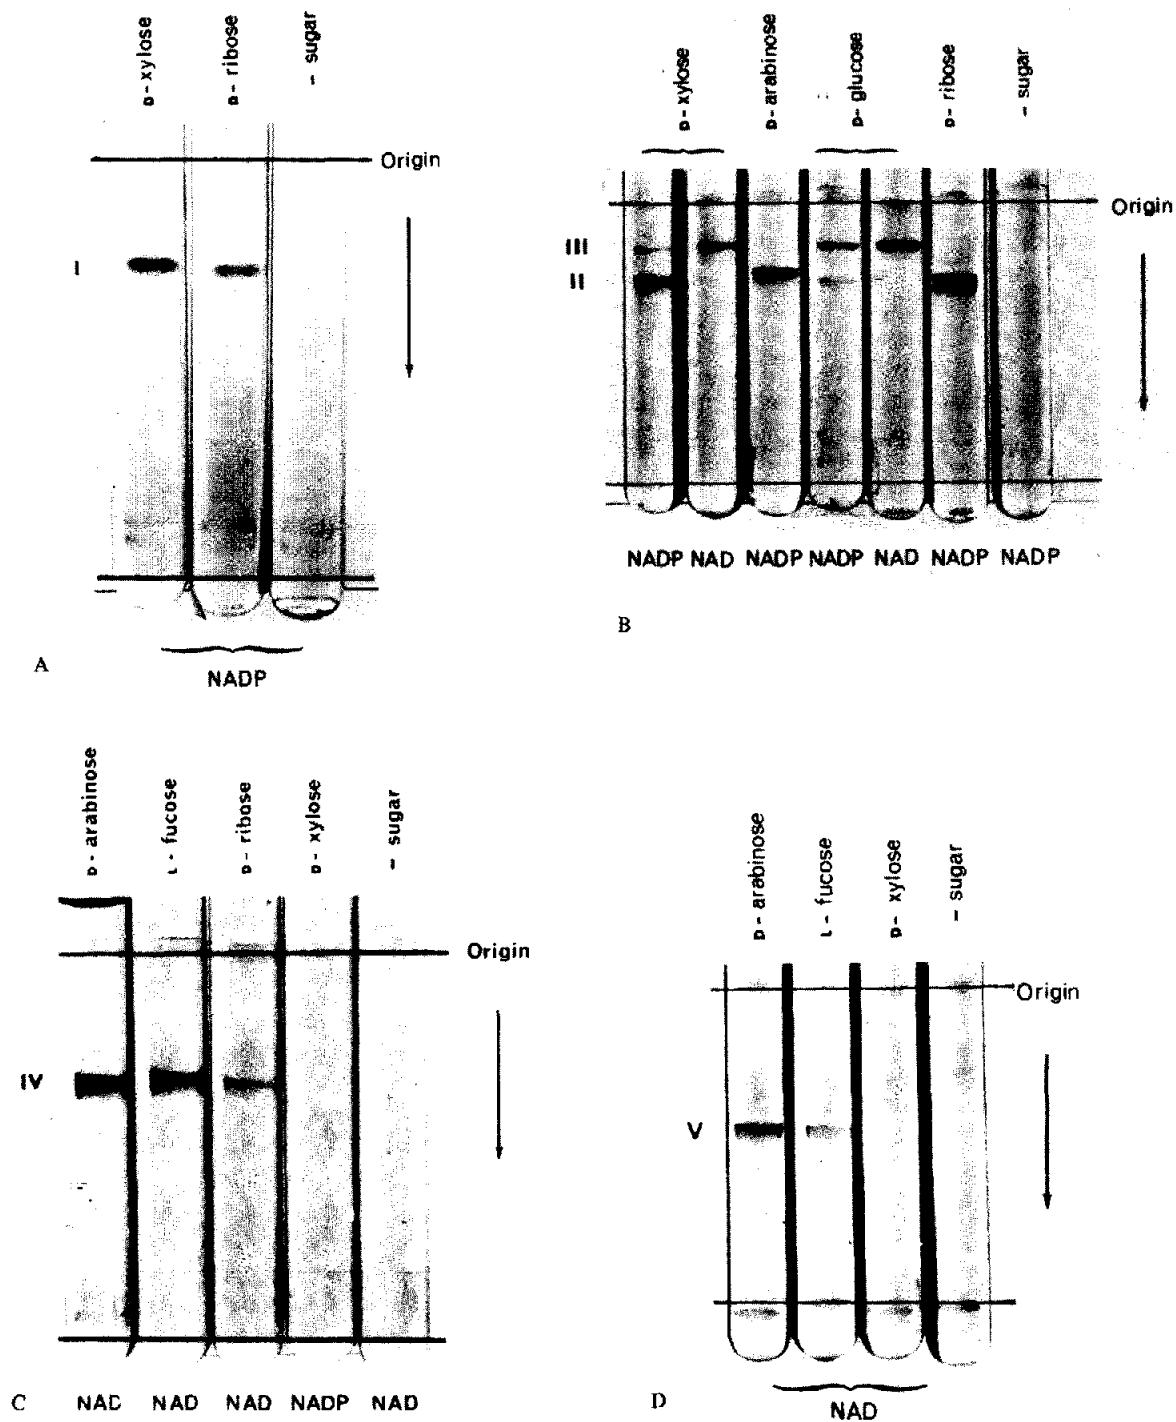 D-xylose
D-ribose
- sugar
Origin
I
NADP
A
D-xylose
D-arabinose
D-glucose
D-ribose
- sugar
Origin
III
II
NADP NAD NADP NADP NAD NADP NADP
B
D-arabinose
L-fucose
D-ribose
D-xylose
- sugar
Origin
IV
NAD NAD NAD NADP NAD
C
D-arabinose
L-fucose
D-xylose
- sugar
Origin
V
NAD
D